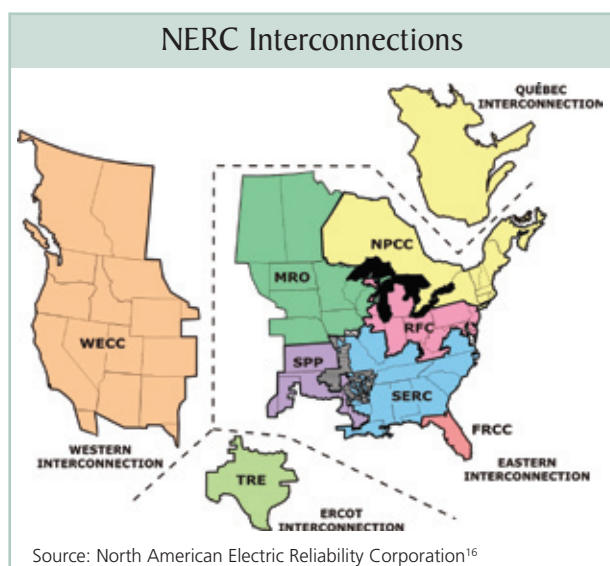 NERC Interconnections
QUÉBEC
INTERCONNECTION
NPCC
MRO
RFC
WECC
SPP
SERC
FRCC
WESTERN
INTERCONNECTION
EASTERN
INTERCONNECTION
TRE
ERCOT
INTERCONNECTION
Source: North American Electric Reliability Corporation¹⁶